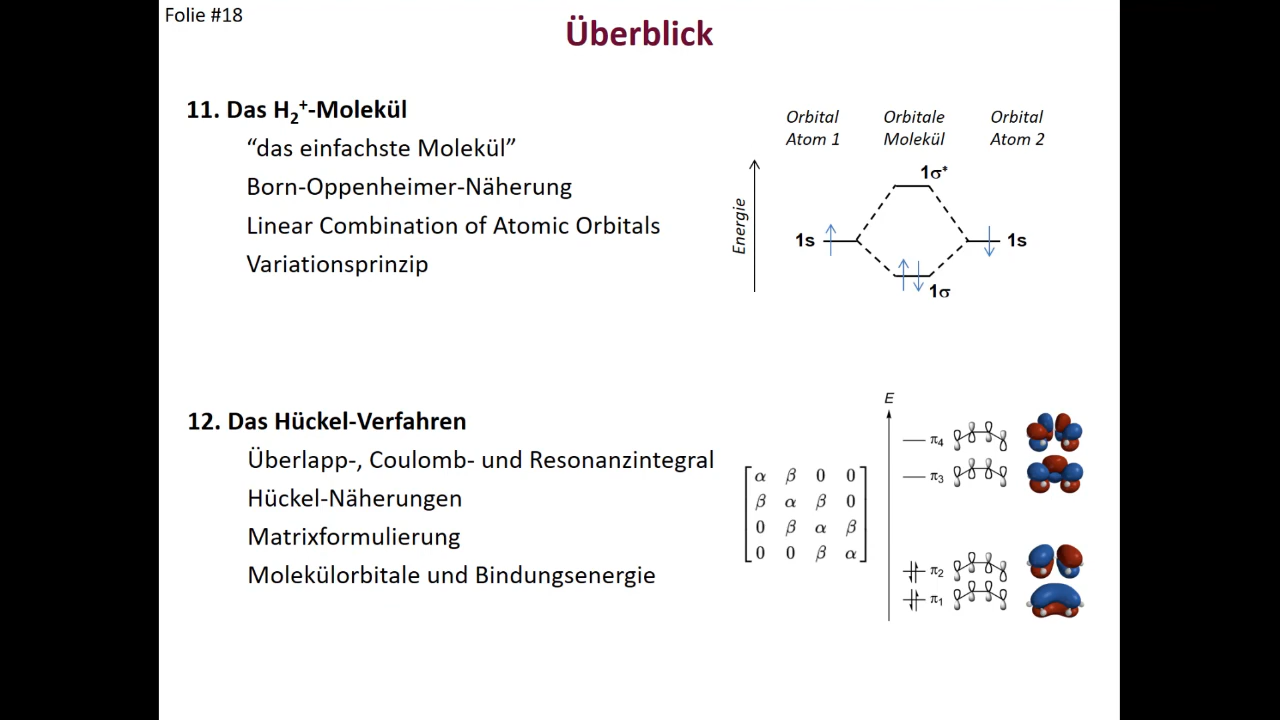 Folie #18
Überblick
11. Das H₂⁺-Molekül
“das einfachste Molekül”
Born-Oppenheimer-Näherung
Linear Combination of Atomic Orbitals
Variationsprinzip
Orbital
Atom 1
Orbitale
Molekül
Orbital
Atom 2
Energie
1σ*
1s
1s
1σ
12. Das Hückel-Verfahren
Überlapp-, Coulomb- und Resonanzintegral
Hückel-Näherungen
Matrixformulierung
Molekülorbitale und Bindungsenergie
α β 0 0
β α β 0
0 β α β
0 0 β α
E
π₄
π₃
π₂
π₁